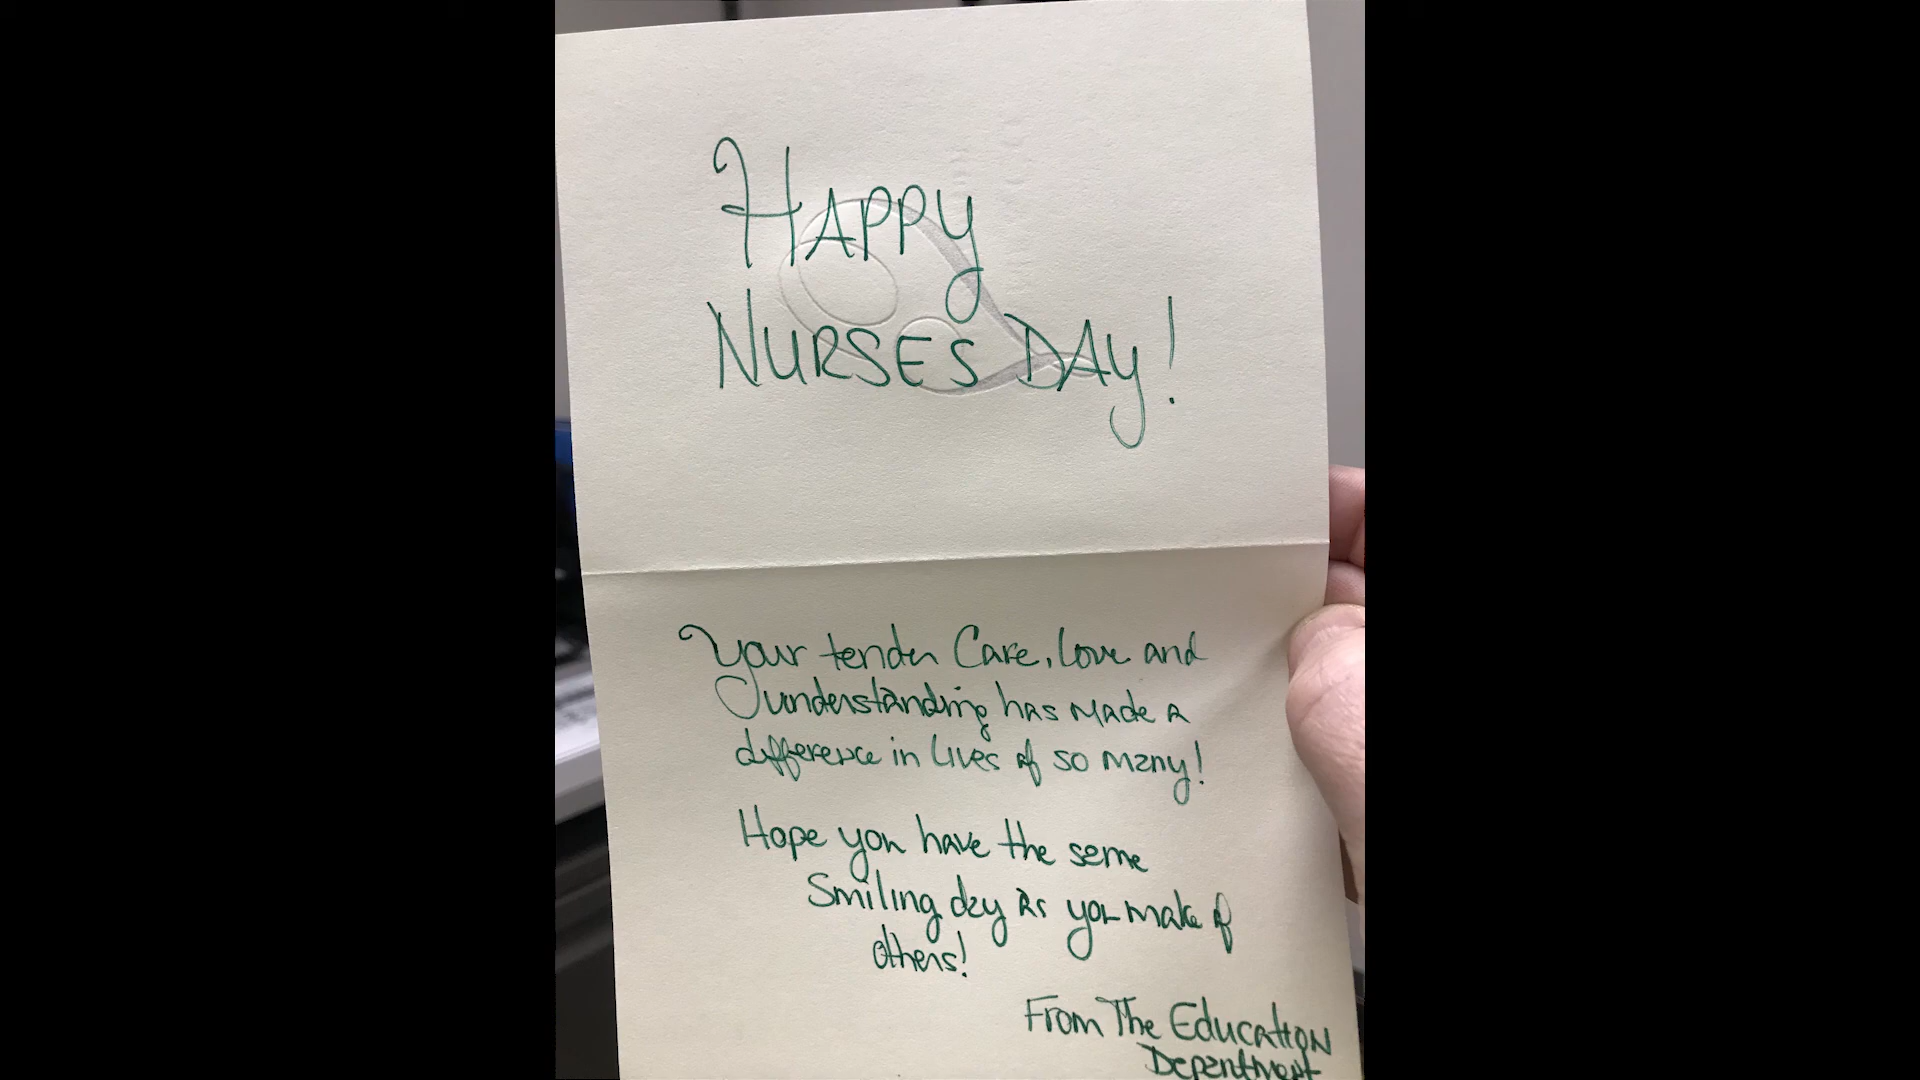 HAPPY
NURSES DAY!
Your tender Care, Love and
understanding has made a
difference in lives of so many!
Hope you have the same
Smiling day as you make of
others!
From The Education
Department